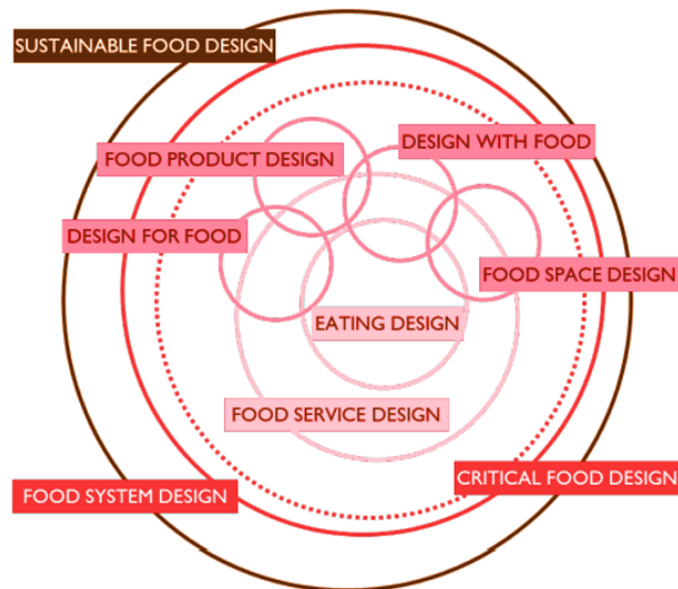 SUSTAINABLE FOOD DESIGN
DESIGN WITH FOOD
FOOD PRODUCT DESIGN
DESIGN FOR FOOD
FOOD SPACE DESIGN
EATING DESIGN
FOOD SERVICE DESIGN
CRITICAL FOOD DESIGN
FOOD SYSTEM DESIGN